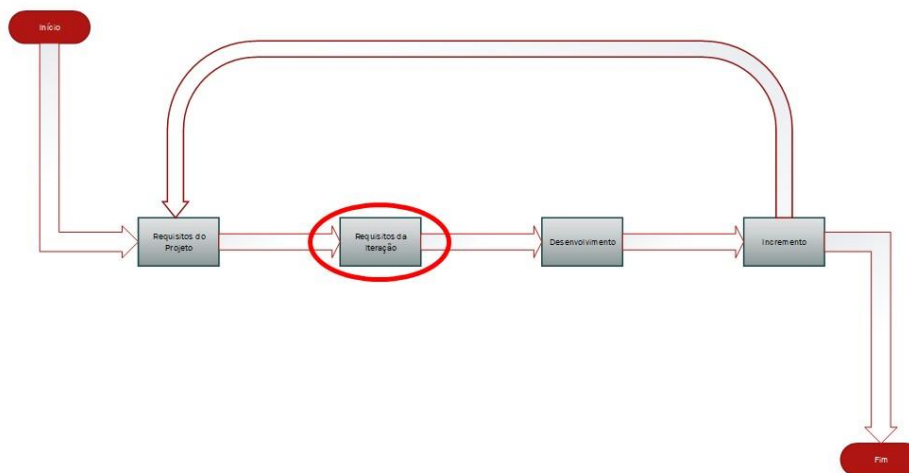 Início
Requisitos do
Projeto
Requisitos da
Iteração
Desenvolvimento
Incremento
Fim